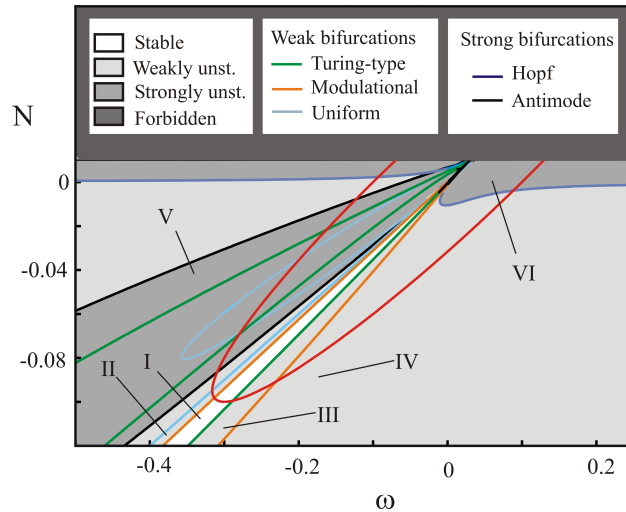 Stable
Weakly unst.
Strongly unst.
Forbidden
Weak bifurcations
Turing-type
Modulational
Uniform
Strong bifurcations
Hopf
Antimode
N
0
-0.04
-0.08
V
VI
II
I
IV
III
-0.4
-0.2
0
0.2
ω